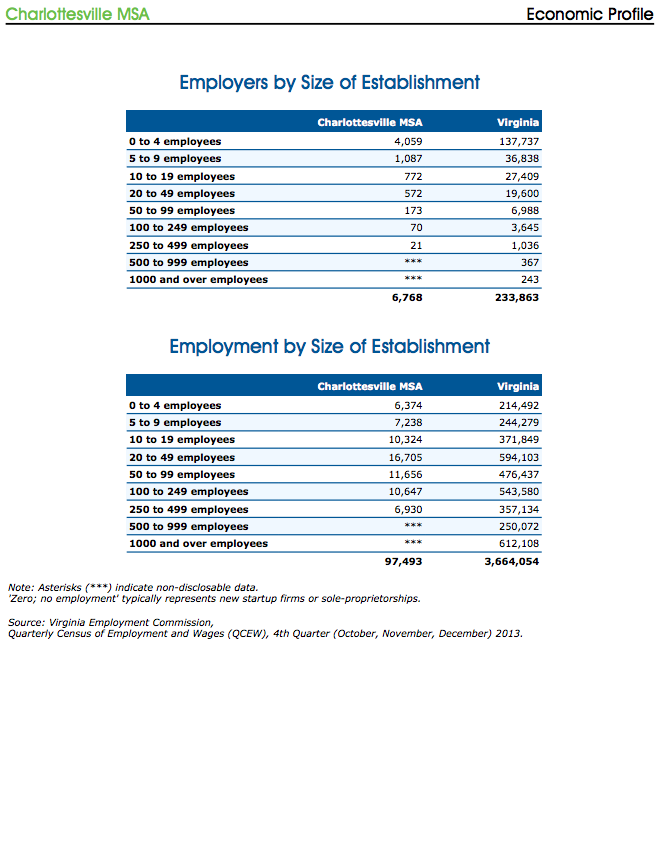 Charlottesville MSA Economic Profile
Employers by Size of Establishment
Charlottesville MSA Virginia
0 to 4 employees 4,059 137,737
5 to 9 employees 1,087 36,838
10 to 19 employees 772 27,409
20 to 49 employees 572 19,600
50 to 99 employees 173 6,988
100 to 249 employees 70 3,645
250 to 499 employees 21 1,036
500 to 999 employees *** 367
1000 and over employees *** 243
6,768 233,863
Employment by Size of Establishment
Charlottesville MSA Virginia
0 to 4 employees 6,374 214,492
5 to 9 employees 7,238 244,279
10 to 19 employees 10,324 371,849
20 to 49 employees 16,705 594,103
50 to 99 employees 11,656 476,437
100 to 249 employees 10,647 543,580
250 to 499 employees 6,930 357,134
500 to 999 employees *** 250,072
1000 and over employees *** 612,108
97,493 3,664,054
Note: Asterisks (***) indicate non-disclosable data.
'Zero; no employment' typically represents new startup firms or sole-proprietorships.
Source: Virginia Employment Commission,
Quarterly Census of Employment and Wages (QCEW), 4th Quarter (October, November, December) 2013.